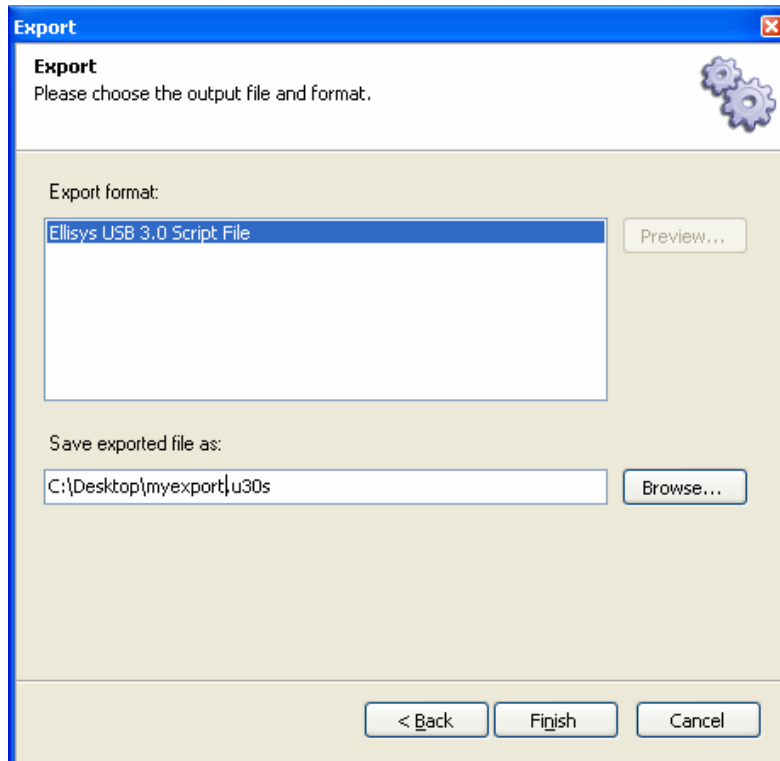 Export
Export
Please choose the output file and format.
Export format:
Ellisys USB 3.0 Script File
Preview...
Save exported file as:
C:\Desktop\myexport.u30s
Browse...
< Back
Finish
Cancel